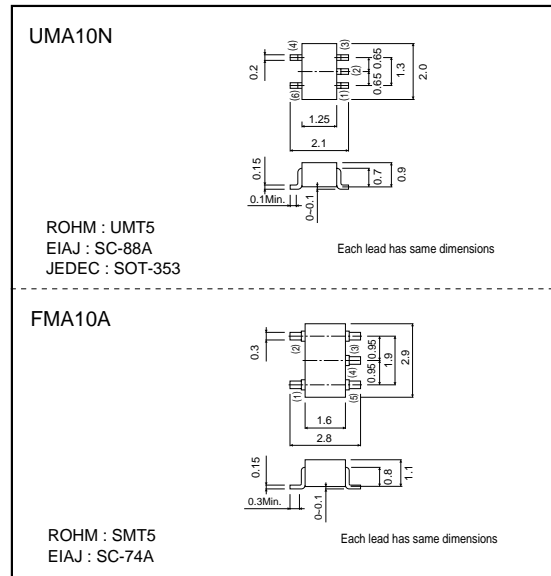 UMA10N
(4)
(3)
0.2
(2)
0.65
0.65
1.3
2.0
(6)
(1)
1.25
2.1
0.15
0.1Min.
0~0.1
0.7
0.9
ROHM : UMT5
EIAJ : SC-88A
JEDEC : SOT-353
Each lead has same dimensions
FMA10A
0.3
(2)
(3)
(4)
0.95
0.95
1.9
2.9
(1)
(5)
1.6
2.8
0.15
0.3Min.
0~0.1
0.8
1.1
ROHM : SMT5
EIAJ : SC-74A
Each lead has same dimensions